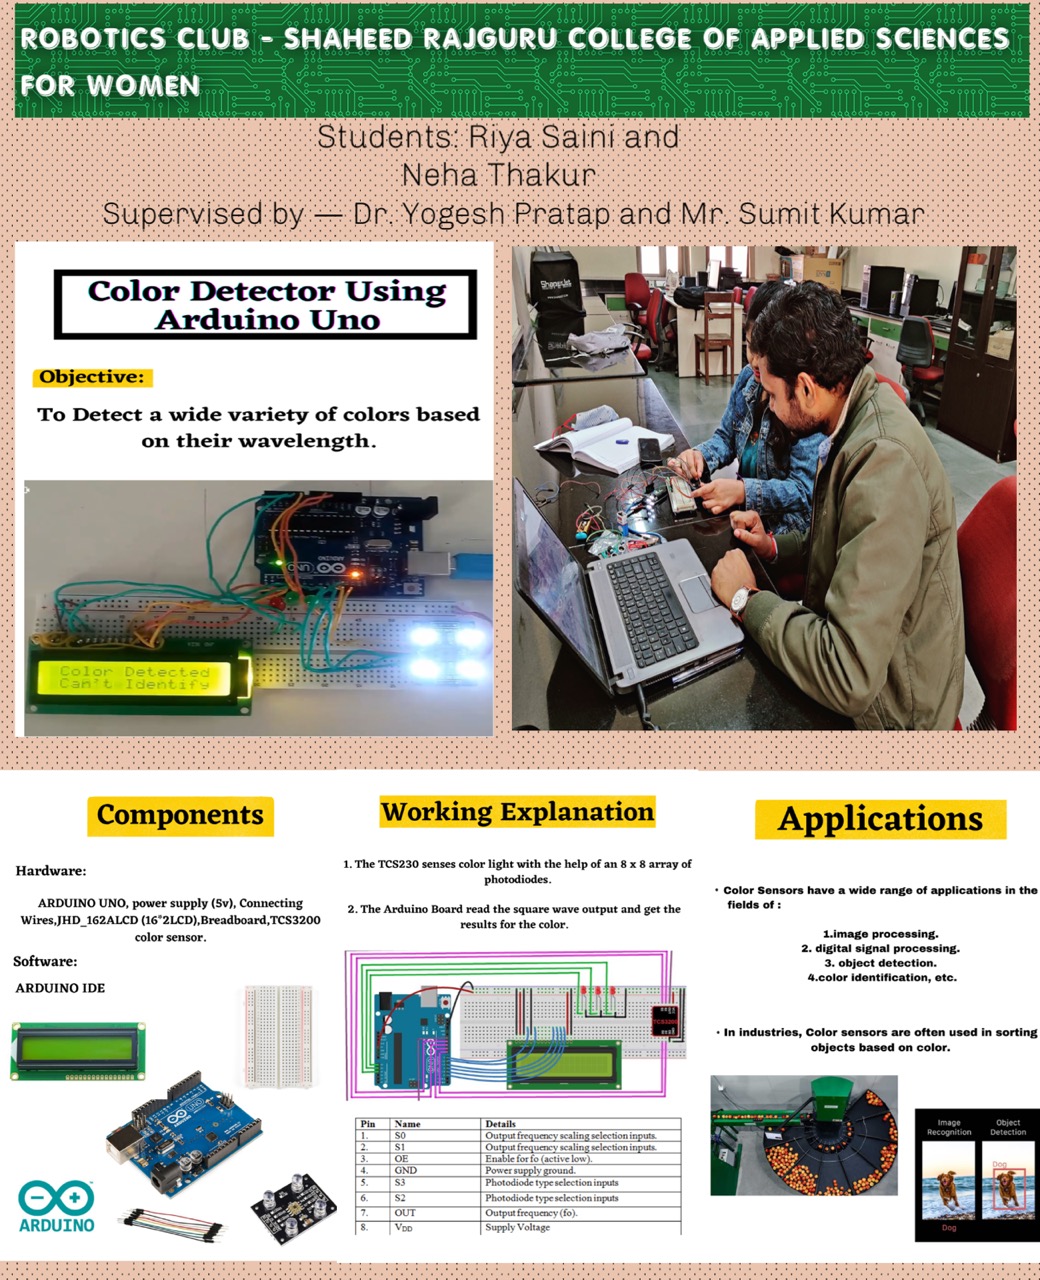 ROBOTICS CLUB - SHAHEED RAJGURU COLLEGE OF APPLIED SCIENCES
FOR WOMEN
Students: Riya Saini and
Neha Thakur
Supervised by — Dr. Yogesh Pratap and Mr. Sumit Kumar
Color Detector Using
Arduino Uno
Objective:
To Detect a wide variety of colors based
on their wavelength.
UNO
ARDUINO
Color Detected
Can't Identify
Components
Hardware:
ARDUINO UNO, power supply (5v), Connecting
Wires,JHD_162ALCD (16*2LCD),Breadboard,TCS3200
color sensor.
Software:
ARDUINO IDE
UNO
ARDUINO
Working Explanation
1. The TCS230 senses color light with the help of an 8 x 8 array of
photodiodes.
2. The Arduino Board read the square wave output and get the
results for the color.
TCS3200
Pin Name Details
1. S0 Output frequency scaling selection inputs.
2. S1 Output frequency scaling selection inputs.
3. OE Enable for fo (active low).
4. GND Power supply ground.
5. S3 Photodiode type selection inputs
6. S2 Photodiode type selection inputs
7. OUT Output frequency (fo).
8. VDD Supply Voltage
Applications
• Color Sensors have a wide range of applications in the
fields of :
1.image processing.
2. digital signal processing.
3. object detection.
4.color identification, etc.
• In industries, Color sensors are often used in sorting
objects based on color.
Image
Recognition
Object
Detection
Dog
Dog